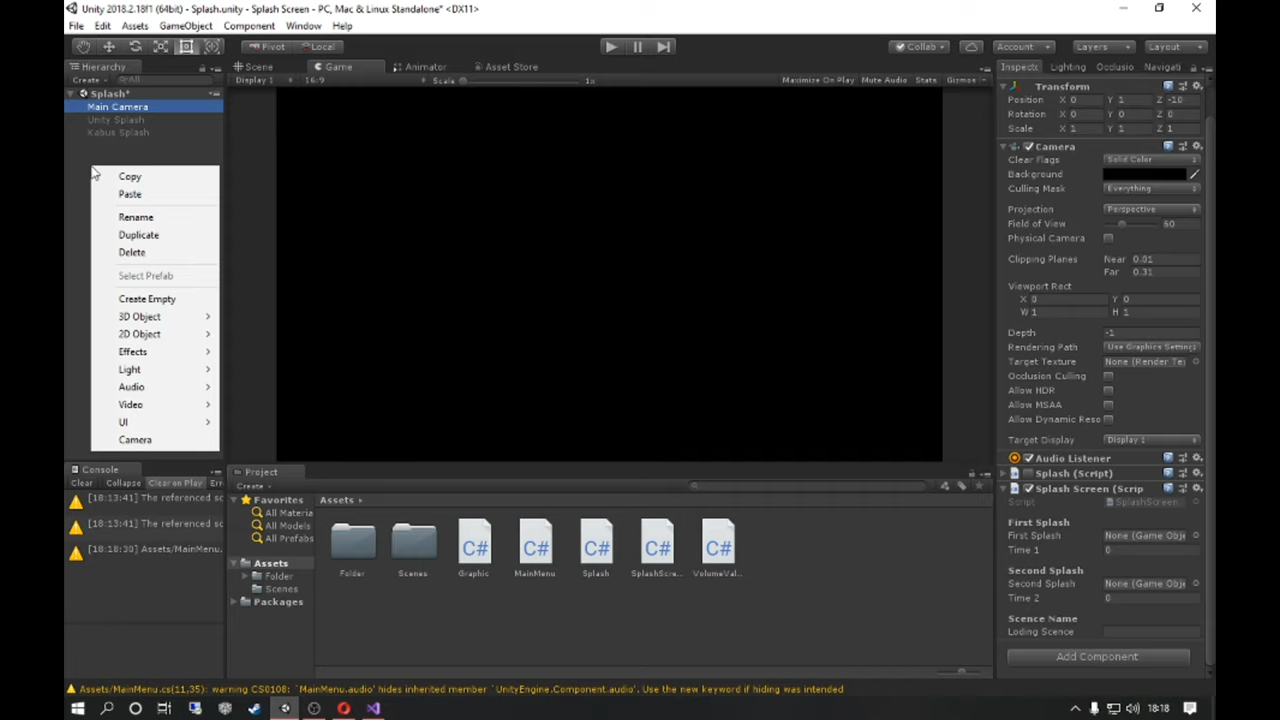 Unity 2018.2.18f1 (64bit) - Splash.unity - Splash Screen - PC, Mac & Linux Standalone* <DX11>
File Edit Assets GameObject Component Window Help
Pivot Local Collab Account Layers Layout
Hierarchy Scene Game Animator Asset Store Inspecto Lighting Occlusio Navigati
Create All Display 1 16:9 Scale 1x Maximize On Play Mute Audio Stats Gizmos
Splash*
Main Camera
Unity Splash
Kabus Splash
Copy
Paste
Rename
Duplicate
Delete
Select Prefab
Create Empty
3D Object
2D Object
Effects
Light
Audio
Video
UI
Camera
Transform
Position X 0 Y 1 Z -10
Rotation X 0 Y 0 Z 0
Scale X 1 Y 1 Z 1
Camera
Clear Flags Solid Color
Background
Culling Mask Everything
Projection Perspective
Field of View 60
Physical Camera
Clipping Planes Near 0.01
Far 0.31
Viewport Rect
X 0 Y 0
W 1 H 1
Depth -1
Rendering Path Use Graphics Setting
Target Texture None (Render Te
Occlusion Culling
Allow HDR
Allow MSAA
Allow Dynamic Reso
Target Display Display 1
Audio Listener
Splash (Script)
Splash Screen (Scrip
Script SplashScreen
First Splash
First Splash None (Game Obje
Time 1 0
Second Splash
Second Splash None (Game Obje
Time 2 0
Scence Name
Loding Scence
Add Component
Console
Clear Collapse Clear on Play Err
[18:13:41] The referenced sc
[18:13:41] The referenced sc
[18:18:30] Assets/MainMenu.
Project
Create
Favorites
All Materia
All Models
All Prefabs
Assets
Folder
Scenes
Packages
Assets
C# C# C# C# C#
Folder Scenes Graphic MainMenu Splash SplashScre... VolumeVal...
Assets/MainMenu.cs(11,35): warning CS0108: `MainMenu.audio' hides inherited member `UnityEngine.Component.audio'. Use the new keyword if hiding was intended
18:18